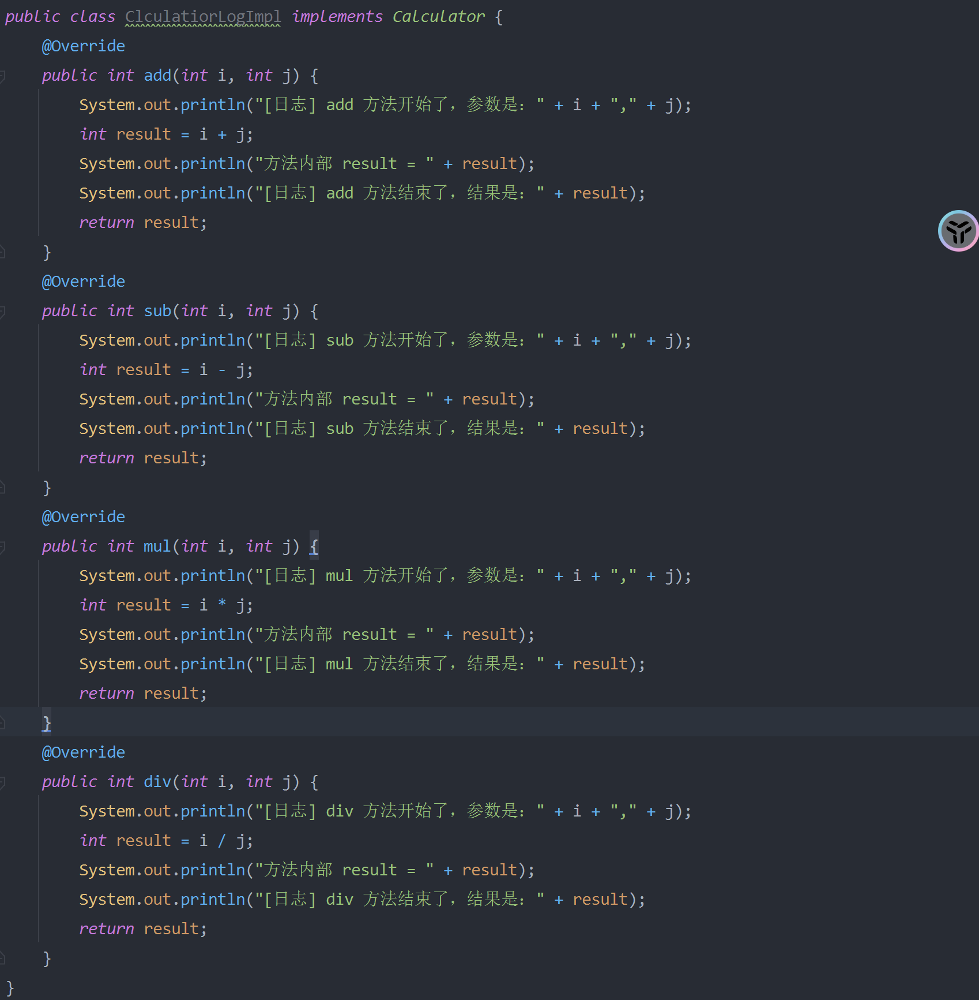 public class ClculatiorLogImpl implements Calculator {
    @Override
    public int add(int i, int j) {
        System.out.println("[日志] add 方法开始了，参数是：" + i + "," + j);
        int result = i + j;
        System.out.println("方法内部 result = " + result);
        System.out.println("[日志] add 方法结束了，结果是：" + result);
        return result;
    }
    @Override
    public int sub(int i, int j) {
        System.out.println("[日志] sub 方法开始了，参数是：" + i + "," + j);
        int result = i - j;
        System.out.println("方法内部 result = " + result);
        System.out.println("[日志] sub 方法结束了，结果是：" + result);
        return result;
    }
    @Override
    public int mul(int i, int j) {
        System.out.println("[日志] mul 方法开始了，参数是：" + i + "," + j);
        int result = i * j;
        System.out.println("方法内部 result = " + result);
        System.out.println("[日志] mul 方法结束了，结果是：" + result);
        return result;
    }
    @Override
    public int div(int i, int j) {
        System.out.println("[日志] div 方法开始了，参数是：" + i + "," + j);
        int result = i / j;
        System.out.println("方法内部 result = " + result);
        System.out.println("[日志] div 方法结束了，结果是：" + result);
        return result;
    }
}